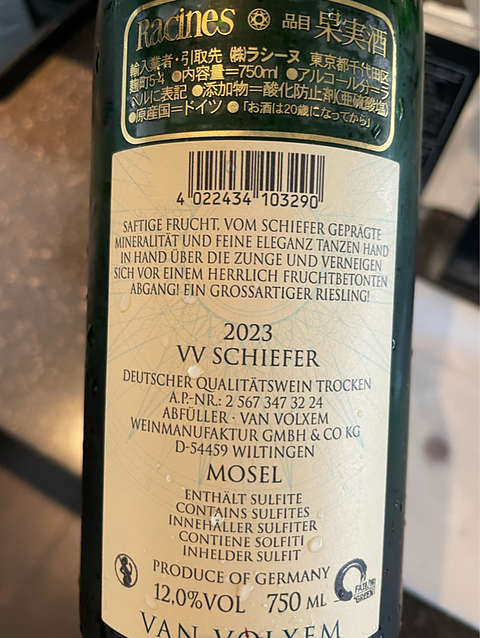 Racines 品目 果実酒
輸入業者・引取先 ㈱ラシーヌ 東京都千代田区
麹町5-4 ●内容量=750ml ●アルコール分=ラ
ベルに表記 ●添加物=酸化防止剤(亜硫酸塩)
●原産国=ドイツ ●「お酒は20歳になってから」
4 022434 103290
SAFTIGE FRUCHT, VOM SCHIEFER GEPRÄGTE
MINERALITÄT UND FEINE ELEGANZ TANZEN HAND
IN HAND ÜBER DIE ZUNGE UND VERNEIGEN
SICH VOR EINEM HERRLICH FRUCHTBETONTEN
ABGANG! EIN GROSSARTIGER RIESLING!
2023
VV SCHIEFER
DEUTSCHER QUALITÄTSWEIN TROCKEN
A.P.-NR.: 2 567 347 32 24
ABFÜLLER · VAN VOLXEM
WEINMANUFAKTUR GMBH & CO KG
D-54459 WILTINGEN
MOSEL
ENTHÄLT SULFITE
CONTAINS SULFITES
INNEHÅLLER SULFITER
CONTIENE SOLFITI
INHELDER SULFIT
PRODUCE OF GERMANY
12,0%VOL 750 ML
VAN VOLXEM